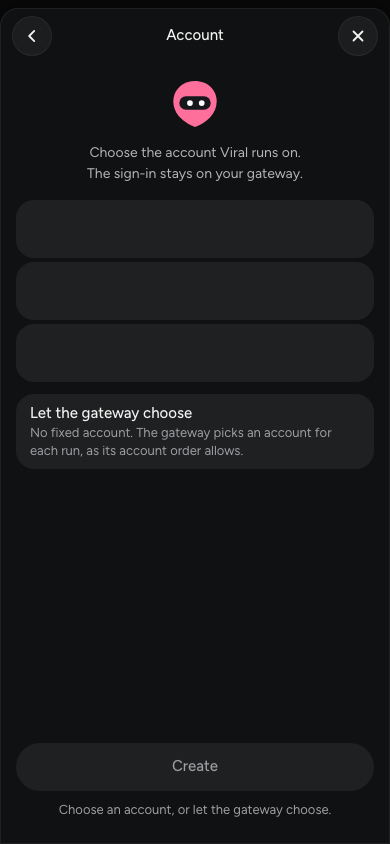 Account
Choose the account Viral runs on.
The sign-in stays on your gateway.
Let the gateway choose
No fixed account. The gateway picks an account for
each run, as its account order allows.
Create
Choose an account, or let the gateway choose.